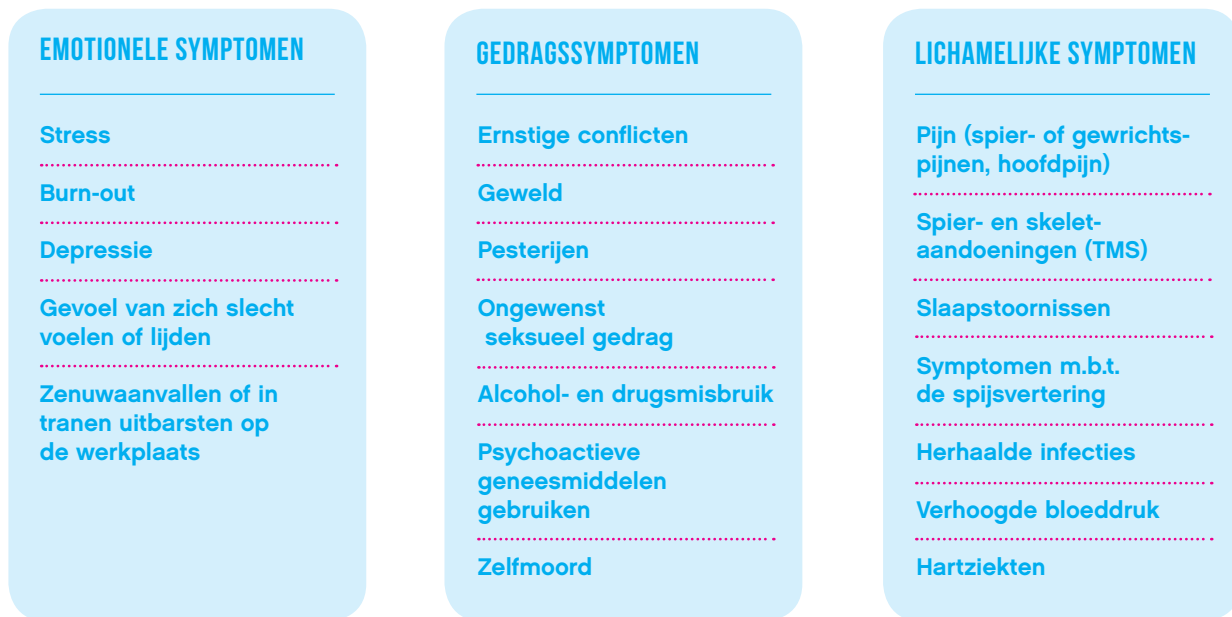 EMOTIONELE SYMPTOMEN
Stress
Burn-out
Depressie
Gevoel van zich slecht
voelen of lijden
Zenuwaanvallen of in
tranen uitbarsten op
de werkplaats
GEDRAGSSYMPTOMEN
Ernstige conflicten
Geweld
Pesterijen
Ongewenst
seksueel gedrag
Alcohol- en drugsmisbruik
Psychoactieve
geneesmiddelen
gebruiken
Zelfmoord
LICHAMELIJKE SYMPTOMEN
Pijn (spier- of gewrichts-
pijnen, hoofdpijn)
Spier- en skelet-
aandoeningen (TMS)
Slaapstoornissen
Symptomen m.b.t.
de spijsvertering
Herhaalde infecties
Verhoogde bloeddruk
Hartziekten